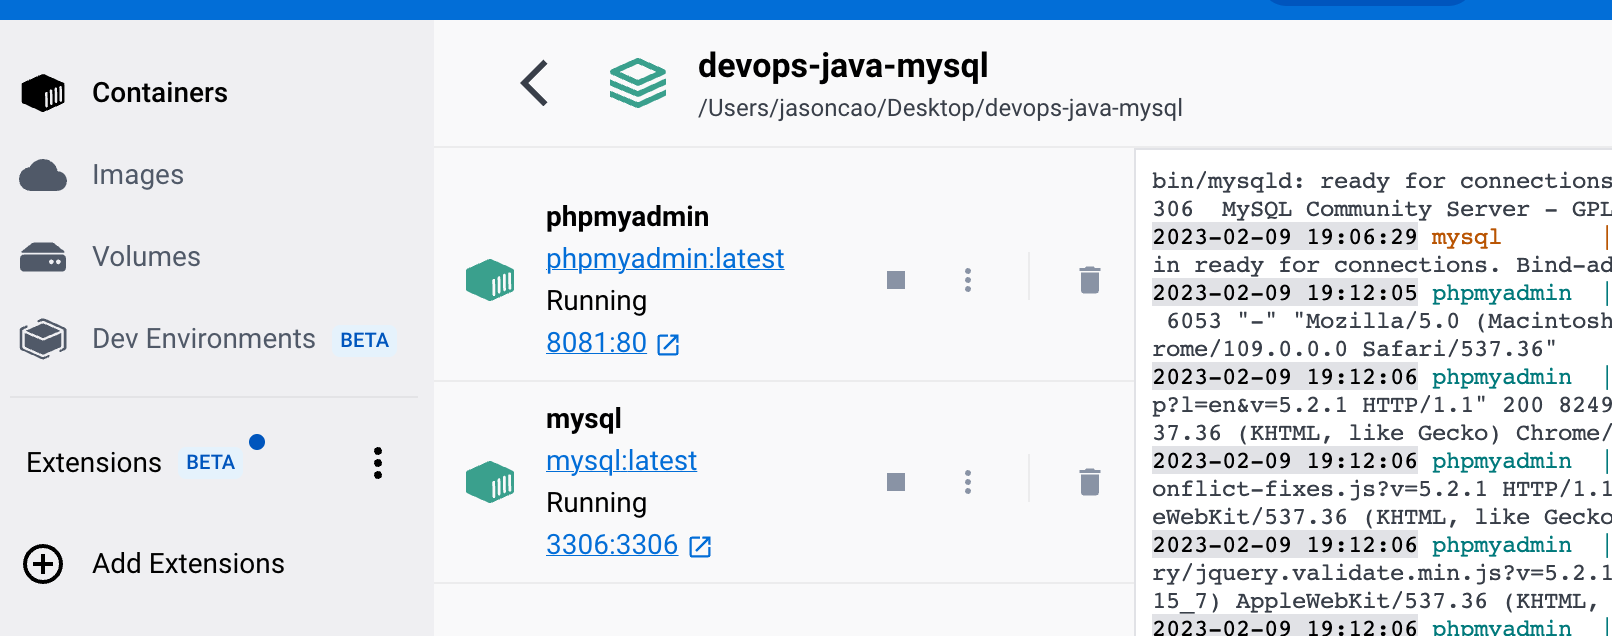 Containers
Images
Volumes
Dev Environments BETA
Extensions BETA
Add Extensions
devops-java-mysql
/Users/jasoncao/Desktop/devops-java-mysql
phpmyadmin
phpmyadmin:latest
Running
8081:80
mysql
mysql:latest
Running
3306:3306
bin/mysqld: ready for connections
306  MySQL Community Server - GPL
2023-02-09 19:06:29 mysql       |
in ready for connections. Bind-ad
2023-02-09 19:12:05 phpmyadmin  |
 6053 "-" "Mozilla/5.0 (Macintosh
rome/109.0.0.0 Safari/537.36"
2023-02-09 19:12:06 phpmyadmin  |
p?l=en&v=5.2.1 HTTP/1.1" 200 8249
37.36 (KHTML, like Gecko) Chrome/
2023-02-09 19:12:06 phpmyadmin  |
onflict-fixes.js?v=5.2.1 HTTP/1.1
eWebKit/537.36 (KHTML, like Gecko
2023-02-09 19:12:06 phpmyadmin  |
ry/jquery.validate.min.js?v=5.2.1
15_7) AppleWebKit/537.36 (KHTML,
2023-02-09 19:12:06 phpmyadmin  |